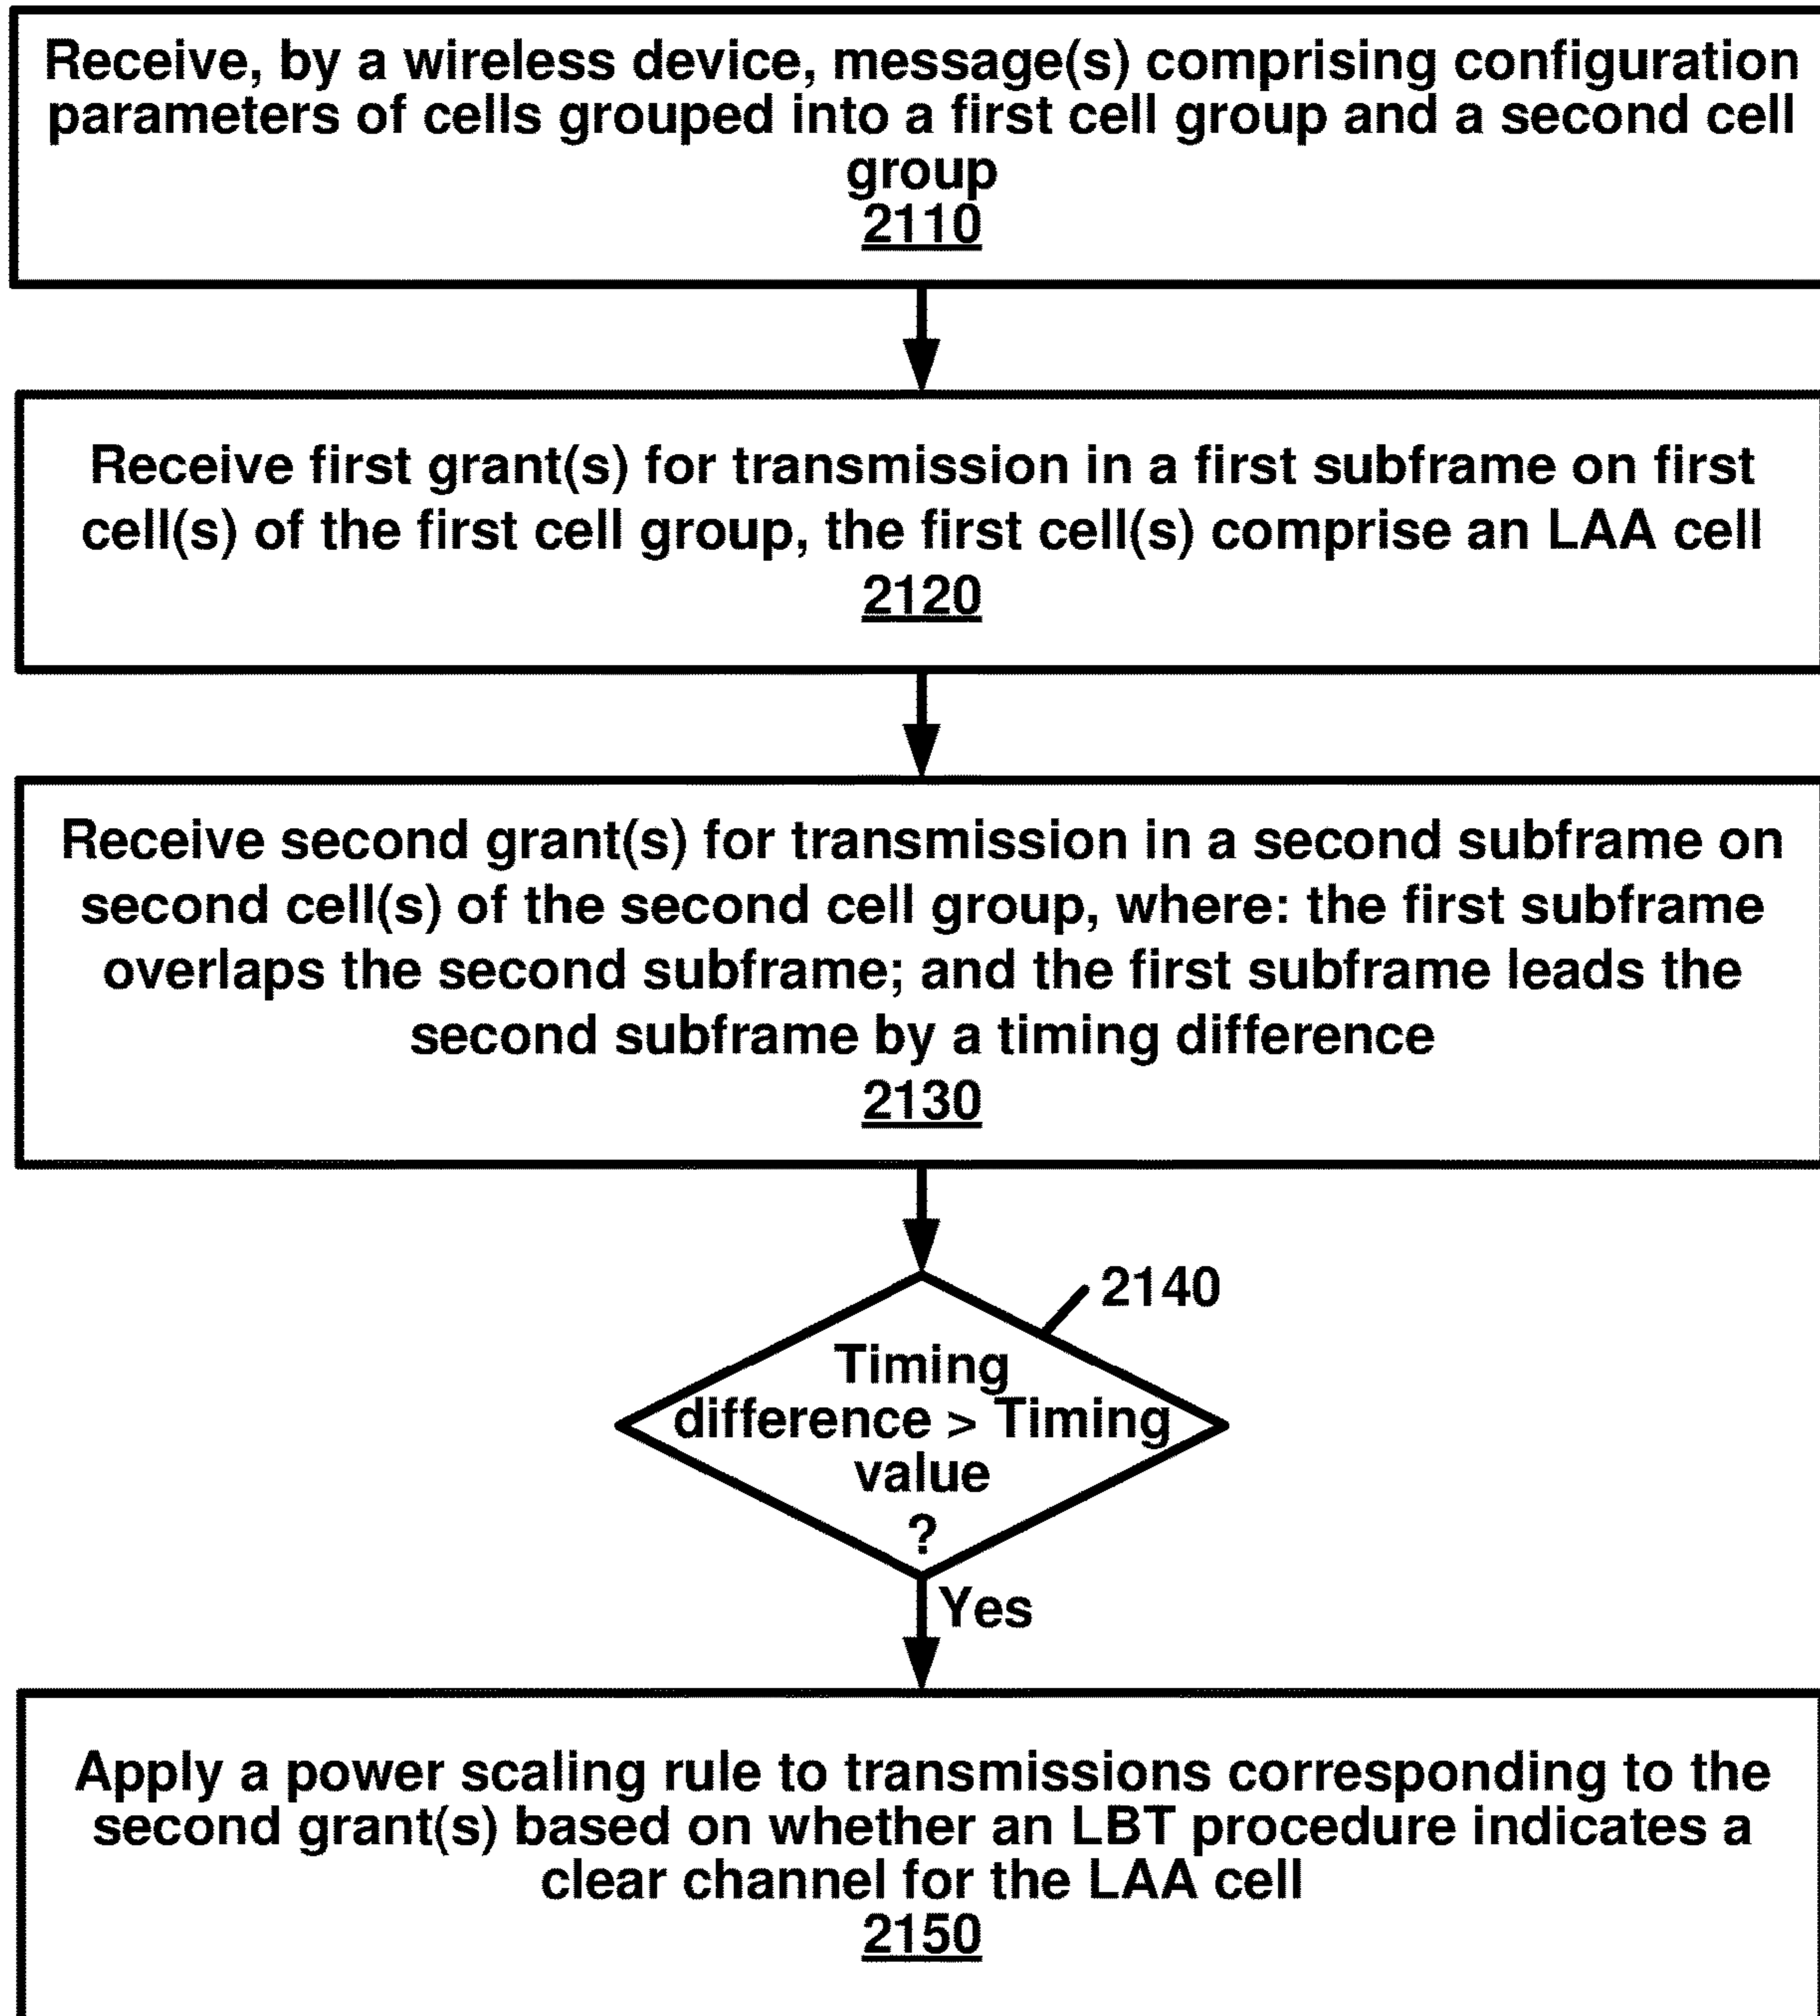 Receive, by a wireless device, message(s) comprising configuration
parameters of cells grouped into a first cell group and a second cell
group
2110
Receive first grant(s) for transmission in a first subframe on first
cell(s) of the first cell group, the first cell(s) comprise an LAA cell
2120
Receive second grant(s) for transmission in a second subframe on
second cell(s) of the second cell group, where: the first subframe
overlaps the second subframe; and the first subframe leads the
second subframe by a timing difference
2130
2140
Timing
difference > Timing
value
?
Yes
Apply a power scaling rule to transmissions corresponding to the
second grant(s) based on whether an LBT procedure indicates a
clear channel for the LAA cell
2150